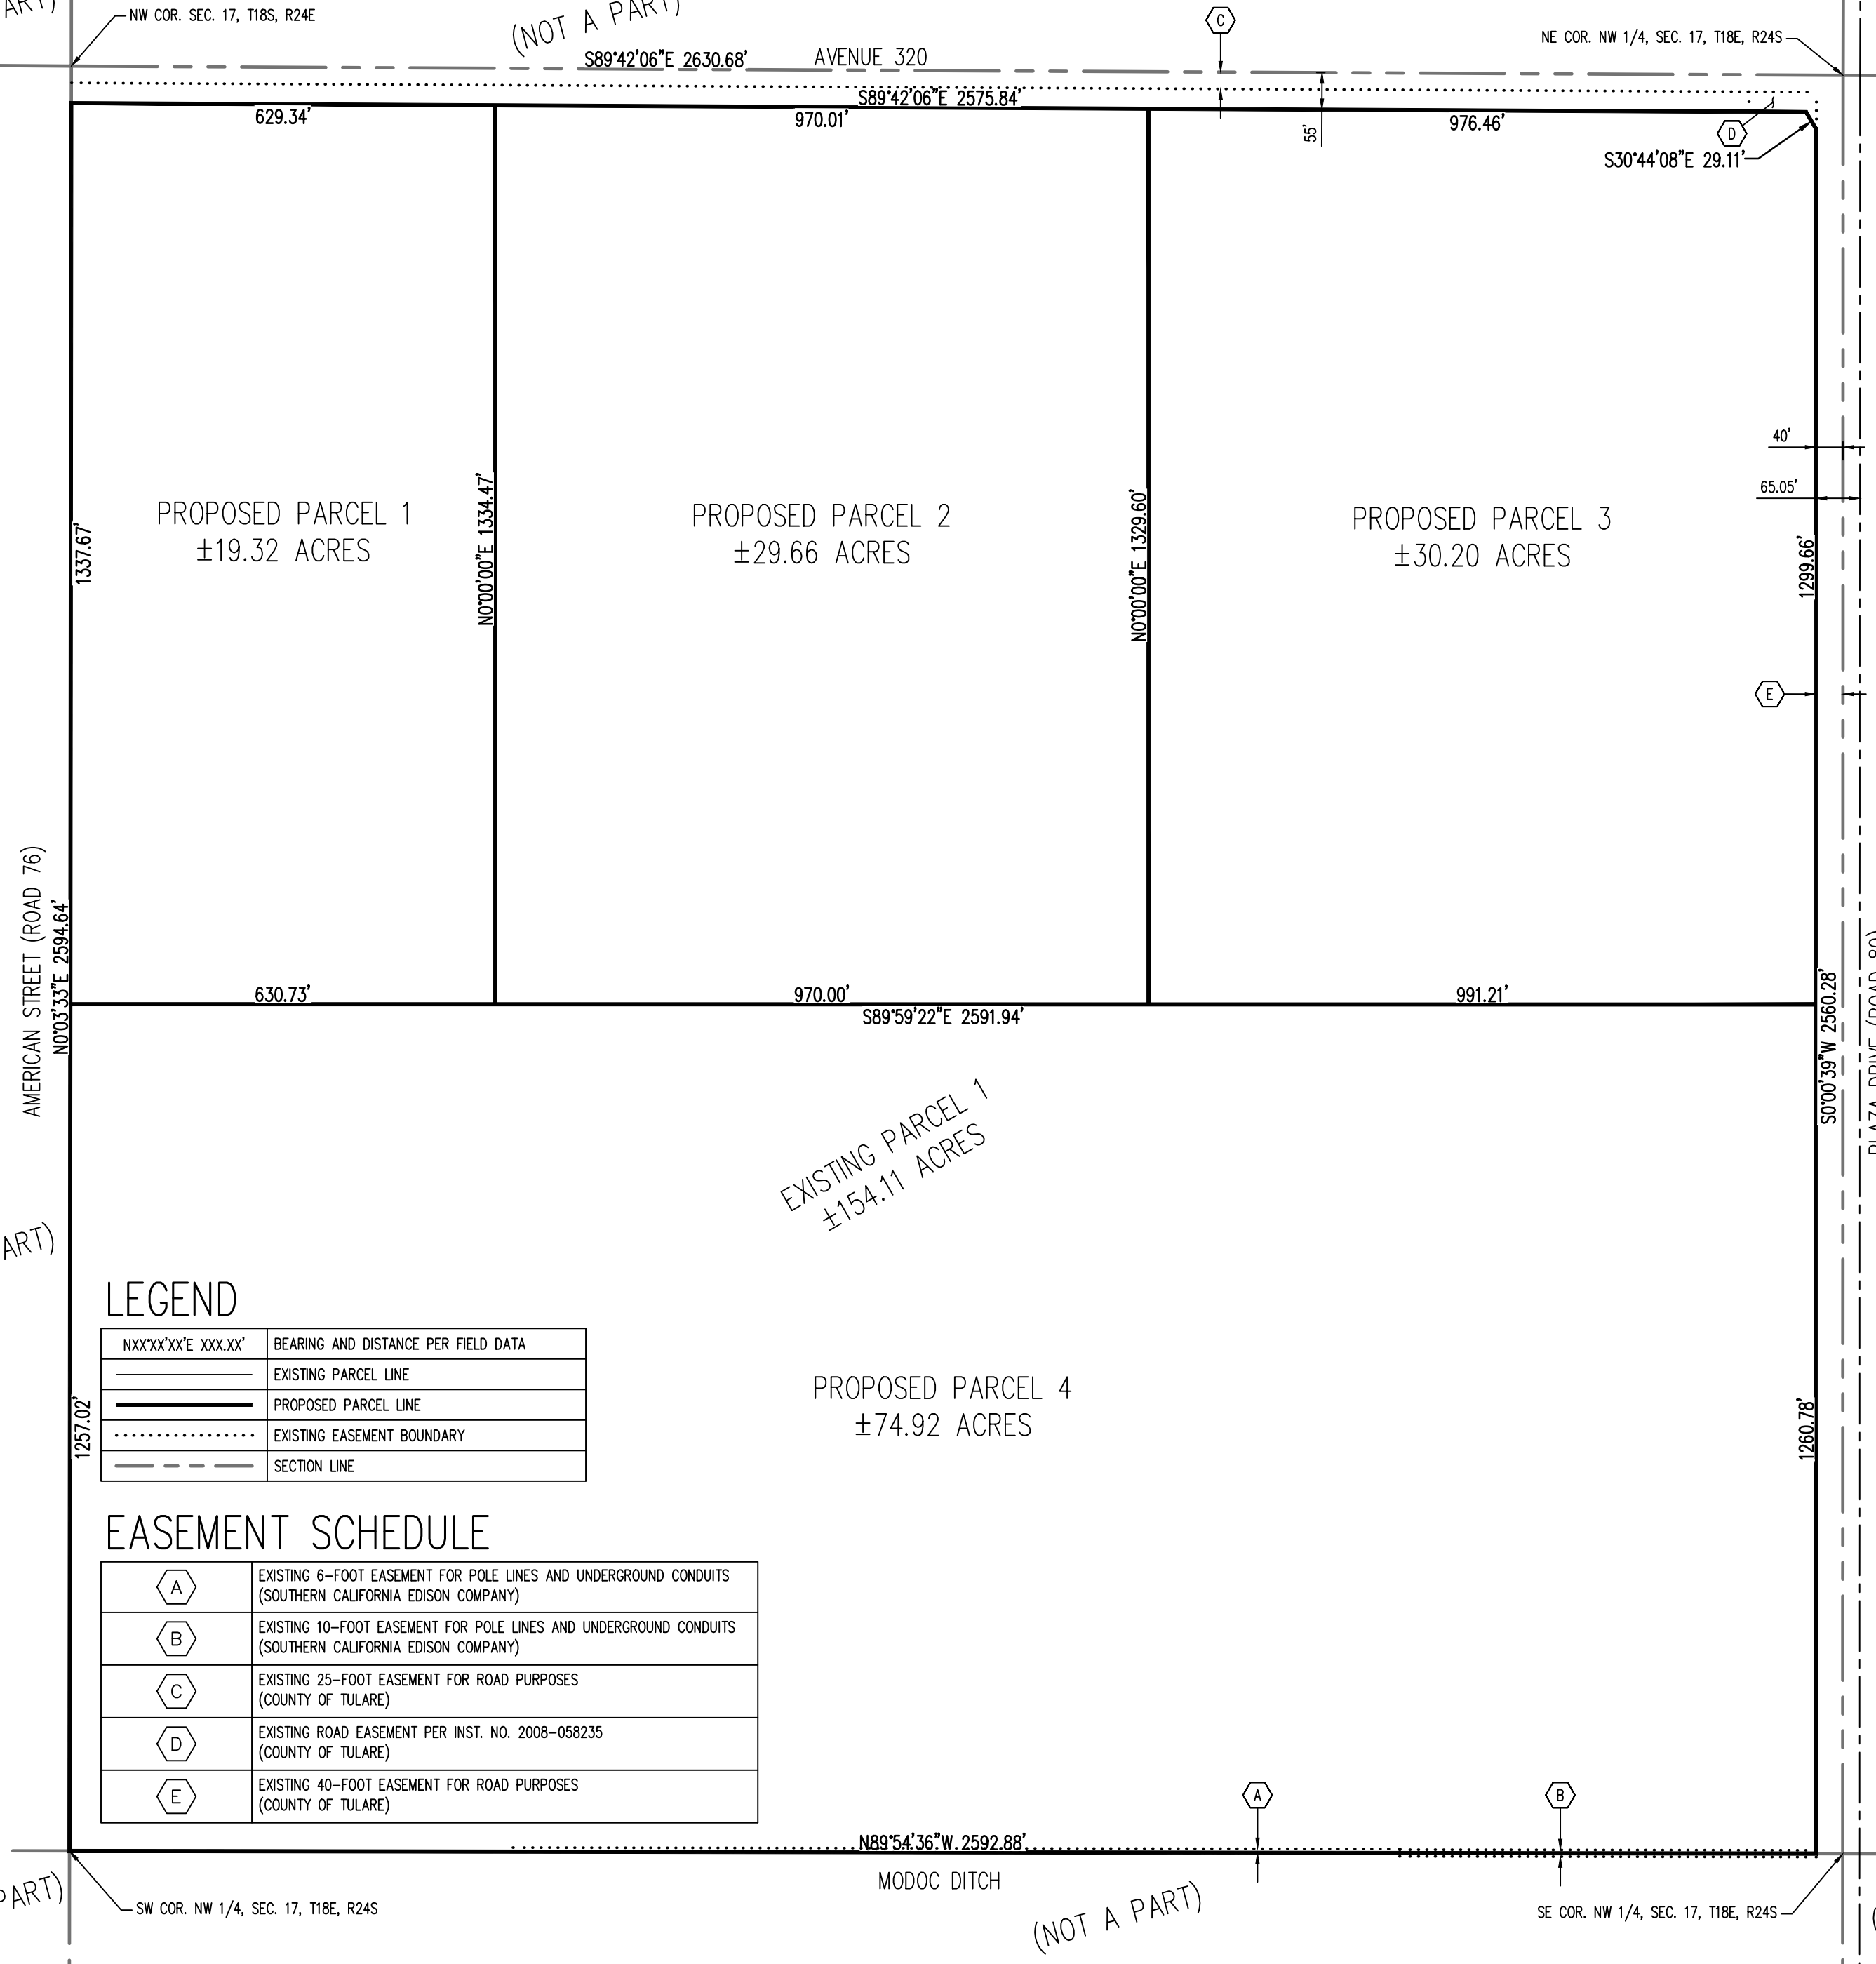 ART)
NW COR. SEC. 17, T18S, R24E
(NOT A PART)
C
NE COR. NW 1/4, SEC. 17, T18E, R24S
S89°42'06"E 2630.68'
AVENUE 320
S89°42'06"E 2575.84'
629.34'
970.01'
976.46'
55'
D
S30°44'08"E 29.11'
40'
65.05'
PROPOSED PARCEL 1
±19.32 ACRES
PROPOSED PARCEL 2
±29.66 ACRES
PROPOSED PARCEL 3
±30.20 ACRES
1337.67'
N0°00'00"E 1334.47'
N0°00'00"E 1329.60'
1299.66'
E
AMERICAN STREET (ROAD 76)
N0°03'33"E 2594.64'
630.73'
970.00'
991.21'
S89°59'22"E 2591.94'
S0°00'39"W 2560.28'
PLAZA DRIVE (ROAD 80)
EXISTING PARCEL 1
±154.11 ACRES
ART)
LEGEND
NXX°XX'XX'E XXX.XX'
BEARING AND DISTANCE PER FIELD DATA
EXISTING PARCEL LINE
PROPOSED PARCEL LINE
EXISTING EASEMENT BOUNDARY
SECTION LINE
1257.02'
PROPOSED PARCEL 4
±74.92 ACRES
1260.78'
EASEMENT SCHEDULE
A
EXISTING 6-FOOT EASEMENT FOR POLE LINES AND UNDERGROUND CONDUITS
(SOUTHERN CALIFORNIA EDISON COMPANY)
B
EXISTING 10-FOOT EASEMENT FOR POLE LINES AND UNDERGROUND CONDUITS
(SOUTHERN CALIFORNIA EDISON COMPANY)
C
EXISTING 25-FOOT EASEMENT FOR ROAD PURPOSES
(COUNTY OF TULARE)
D
EXISTING ROAD EASEMENT PER INST. NO. 2008-058235
(COUNTY OF TULARE)
E
EXISTING 40-FOOT EASEMENT FOR ROAD PURPOSES
(COUNTY OF TULARE)
A
B
N89°54'36"W 2592.88'
MODOC DITCH
PART)
SW COR. NW 1/4, SEC. 17, T18E, R24S
(NOT A PART)
SE COR. NW 1/4, SEC. 17, T18E, R24S
(